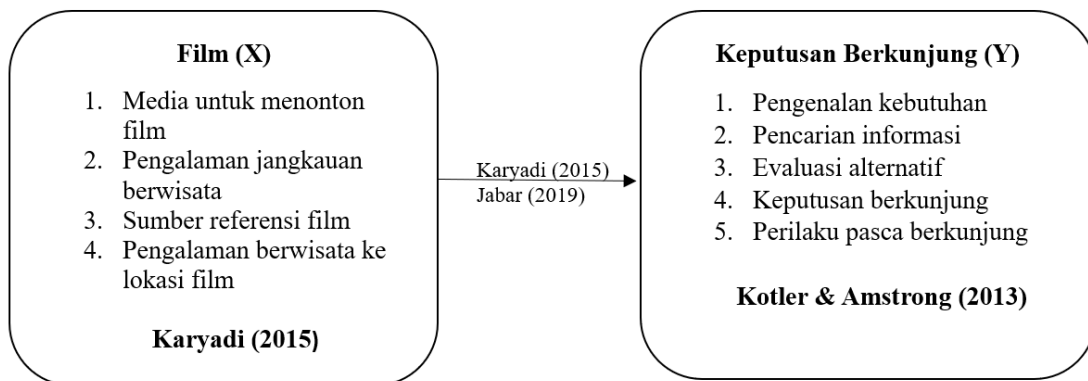 Film (X)
1. Media untuk menonton
film
2. Pengalaman jangkauan
berwisata
3. Sumber referensi film
4. Pengalaman berwisata ke
lokasi film
Karyadi (2015)
Karyadi (2015)
Jabar (2019)
Keputusan Berkunjung (Y)
1. Pengenalan kebutuhan
2. Pencarian informasi
3. Evaluasi alternatif
4. Keputusan berkunjung
5. Perilaku pasca berkunjung
Kotler & Amstrong (2013)